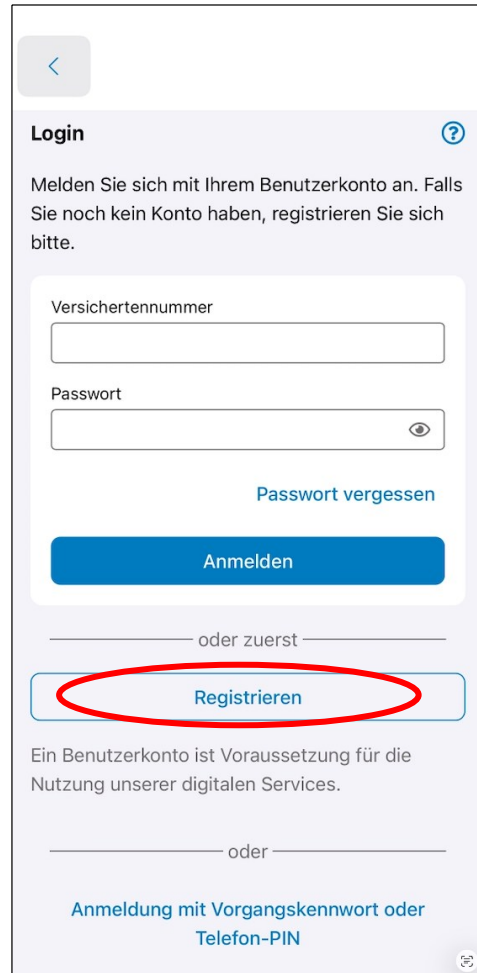 Login
Melden Sie sich mit Ihrem Benutzerkonto an. Falls
Sie noch kein Konto haben, registrieren Sie sich
bitte.
Versichertennummer
Passwort
Passwort vergessen
Anmelden
oder zuerst
Registrieren
Ein Benutzerkonto ist Voraussetzung für die
Nutzung unserer digitalen Services.
oder
Anmeldung mit Vorgangskennwort oder
Telefon-PIN